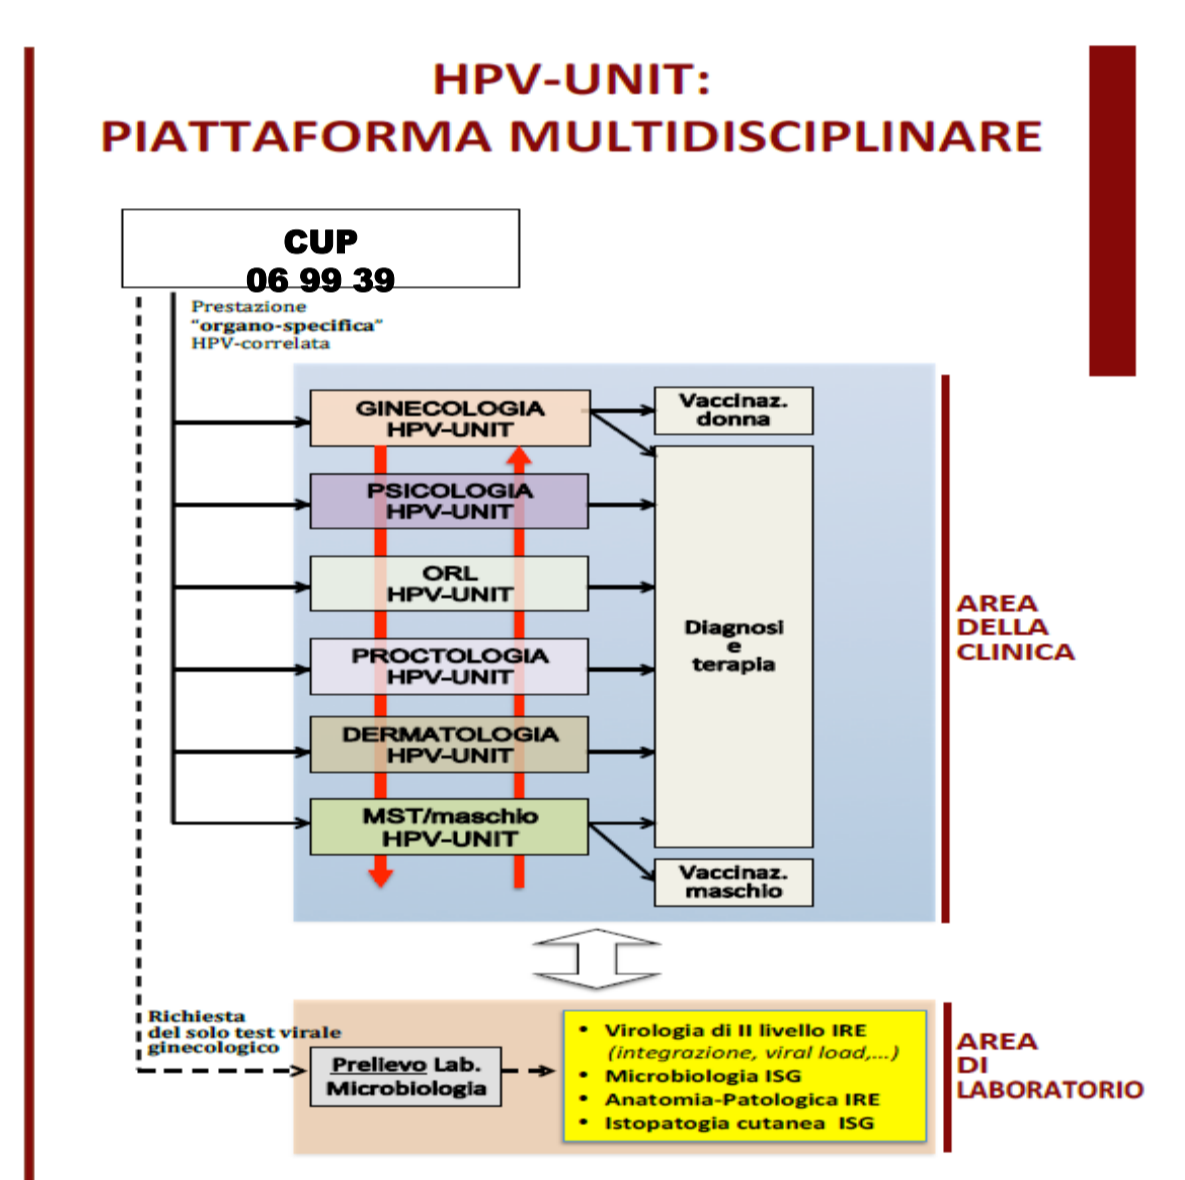 HPV-UNIT:
PIATTAFORMA MULTIDISCIPLINARE
CUP
06 99 39
Prestazione
“organo-specifica”
HPV-correlata
GINECOLOGIA
HPV-UNIT
Vaccinaz.
donna
PSICOLOGIA
HPV-UNIT
ORL
HPV-UNIT
PROCTOLOGIA
HPV-UNIT
DERMATOLOGIA
HPV-UNIT
MST/maschio
HPV-UNIT
Diagnosi
e
terapia
Vaccinaz.
maschio
AREA
DELLA
CLINICA
Richiesta
del solo test virale
ginecologico
Prelievo Lab.
Microbiologia
• Virologia di II livello IRE
(integrazione, viral load,...)
• Microbiologia ISG
• Anatomia-Patologica IRE
• Istopatogia cutanea ISG
AREA
DI
LABORATORIO